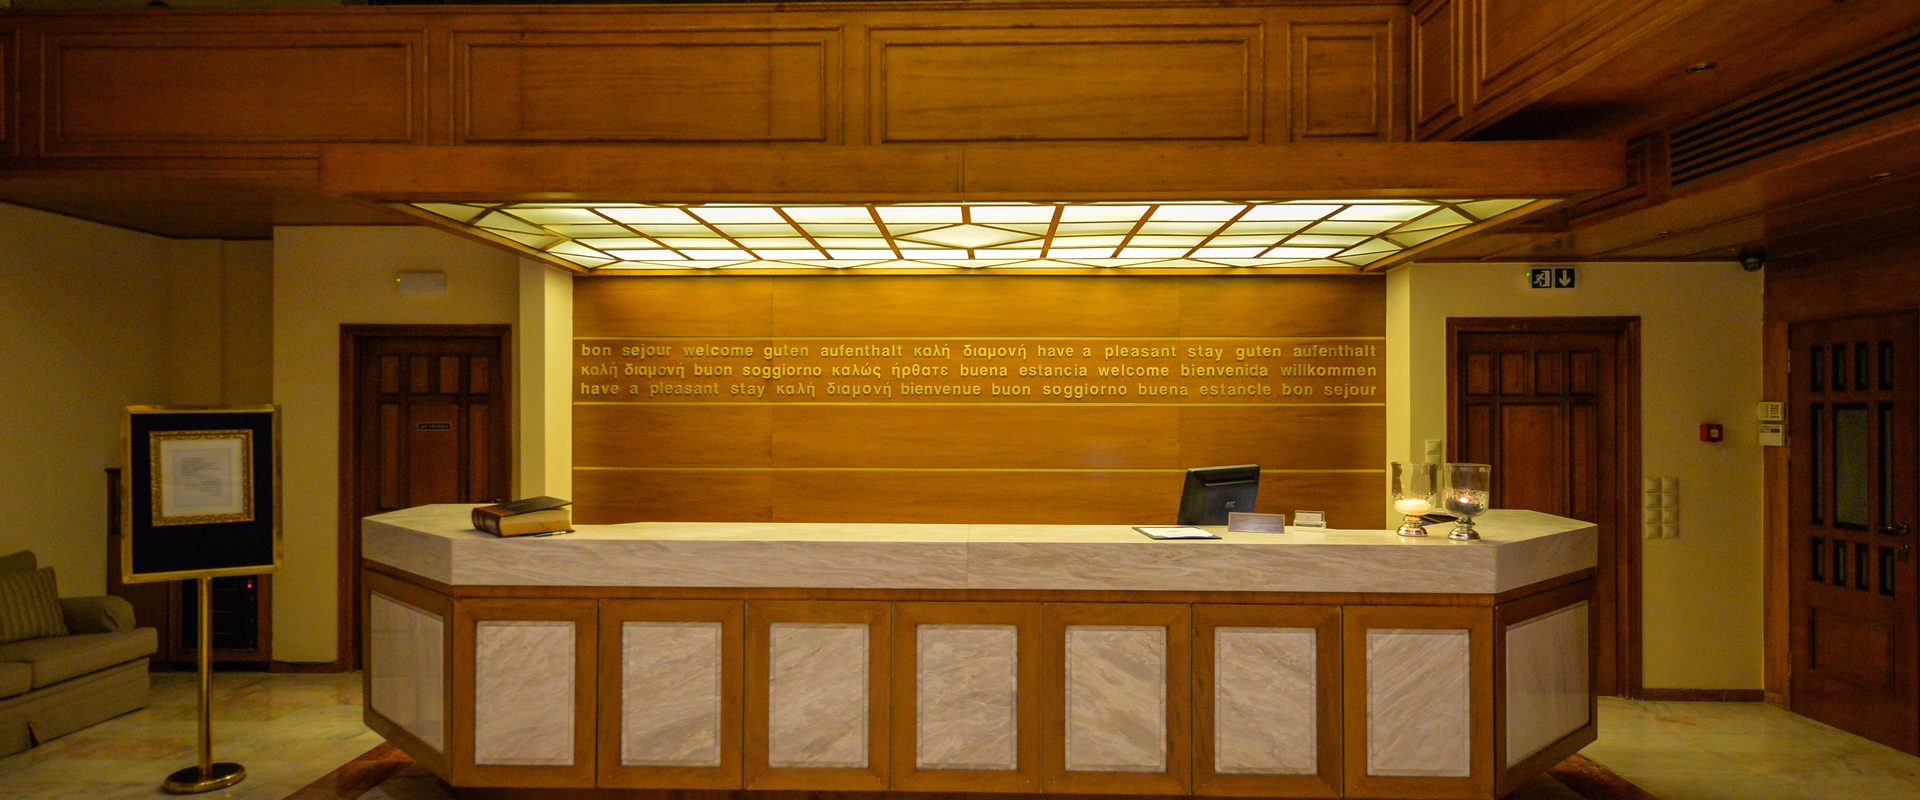 bon sejour welcome guten aufenthalt καλή διαμονή have a pleasant stay guten aufenthalt
καλή διαμονή buon soggiorno καλώς ήρθατε buena estancia welcome bienvenida willkommen
have a pleasant stay καλή διαμονή bienvenue buon soggiorno buena estancie bon sejour